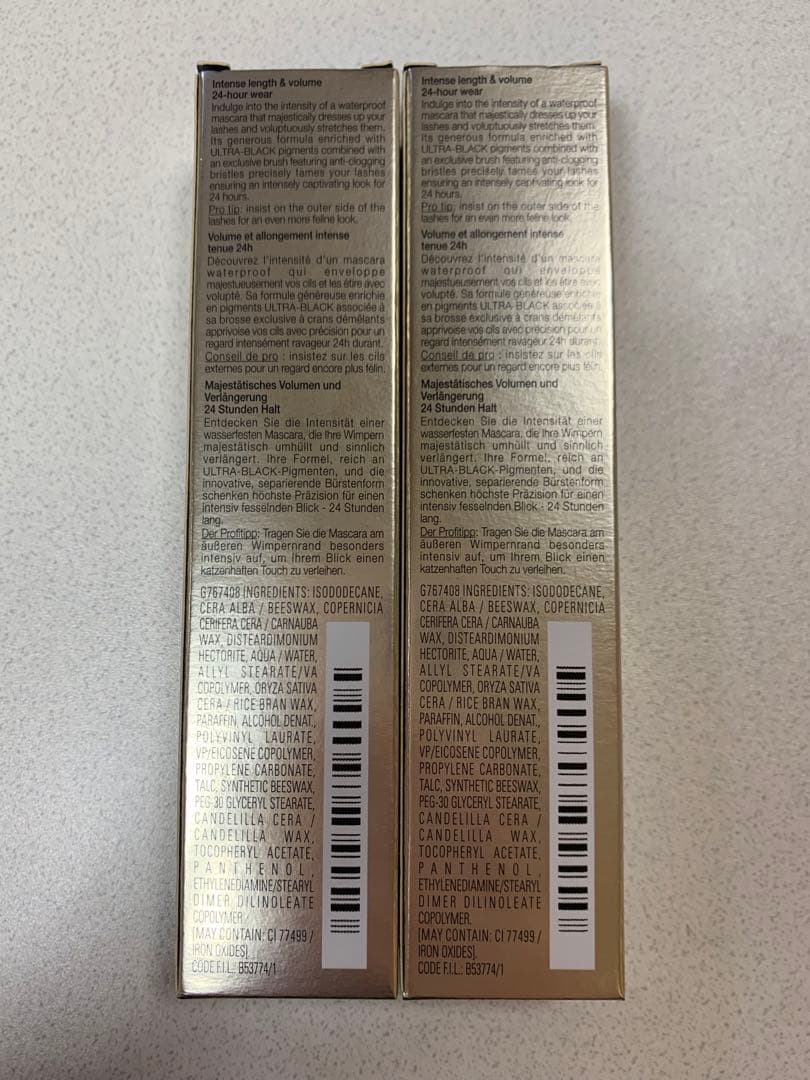 Intense length & volume
24-hour wear
Indulge into the intensity of a waterproof
mascara that majestically dresses up your
lashes and voluptuously stretches them.
Its generous formula enriched with
ULTRA-BLACK pigments combined with
an exclusive brush featuring anti-clogging
bristles precisely tames your lashes
ensuring an intensely captivating look for
24 hours.
Pro tip: insist on the outer side of the
lashes for an even more feline look.
Volume et allongement intense
tenue 24h
Découvrez l'intensité d'un mascara
waterproof qui enveloppe
majestueusement vos cils et les étire avec
volupté. Sa formule généreuse enrichie
en pigments ULTRA-BLACK associée à
sa brosse exclusive à crans démêlants
apprivoise vos cils avec précision pour un
regard intensément ravageur 24h durant.
Conseil de pro : insistez sur les cils
externes pour un regard encore plus félin.
Majestätisches Volumen und
Verlängerung
24 Stunden Halt
Entdecken Sie die Intensität einer
wasserfesten Mascara, die Ihre Wimpern
majestätisch umhüllt und sinnlich
verlängert. Ihre Formel, reich an
ULTRA-BLACK-Pigmenten, und die
innovative, separierende Bürstenform
schenken höchste Präzision für einen
intensiv fesselnden Blick - 24 Stunden
lang.
Der Profitipp: Tragen Sie die Mascara am
äußeren Wimpernrand besonders
intensiv auf, um Ihrem Blick einen
katzenhaften Touch zu verleihen.
G767408 INGREDIENTS: ISODODECANE,
CERA ALBA / BEESWAX, COPERNICIA
CERIFERA CERA / CARNAUBA
WAX, DISTEARDIMONIUM
HECTORITE, AQUA / WATER,
ALLYL STEARATE/VA
COPOLYMER, ORYZA SATIVA
CERA / RICE BRAN WAX,
PARAFFIN, ALCOHOL DENAT.,
POLYVINYL LAURATE,
VP/EICOSENE COPOLYMER,
PROPYLENE CARBONATE,
TALC, SYNTHETIC BEESWAX,
PEG-30 GLYCERYL STEARATE,
CANDELILLA CERA /
CANDELILLA WAX,
TOCOPHERYL ACETATE,
PANTHENOL,
ETHYLENEDIAMINE/STEARYL
DIMER DILINOLEATE
COPOLYMER.
[MAY CONTAIN: CI 77499 /
IRON OXIDES].
CODE F.I.L.: B53774/1
Intense length & volume
24-hour wear
Indulge into the intensity of a waterproof
mascara that majestically dresses up your
lashes and voluptuously stretches them.
Its generous formula enriched with
ULTRA-BLACK pigments combined with
an exclusive brush featuring anti-clogging
bristles precisely tames your lashes
ensuring an intensely captivating look for
24 hours.
Pro tip: insist on the outer side of the
lashes for an even more feline look.
Volume et allongement intense
tenue 24h
Découvrez l'intensité d'un mascara
waterproof qui enveloppe
majestueusement vos cils et les étire avec
volupté. Sa formule généreuse enrichie
en pigments ULTRA-BLACK associée à
sa brosse exclusive à crans démêlants
apprivoise vos cils avec précision pour un
regard intensément ravageur 24h durant.
Conseil de pro : insistez sur les cils
externes pour un regard encore plus félin.
Majestätisches Volumen und
Verlängerung
24 Stunden Halt
Entdecken Sie die Intensität einer
wasserfesten Mascara, die Ihre Wimpern
majestätisch umhüllt und sinnlich
verlängert. Ihre Formel, reich an
ULTRA-BLACK-Pigmenten, und die
innovative, separierende Bürstenform
schenken höchste Präzision für einen
intensiv fesselnden Blick - 24 Stunden
lang.
Der Profitipp: Tragen Sie die Mascara am
äußeren Wimpernrand besonders
intensiv auf, um Ihrem Blick einen
katzenhaften Touch zu verleihen.
G767408 INGREDIENTS: ISODODECANE,
CERA ALBA / BEESWAX, COPERNICIA
CERIFERA CERA / CARNAUBA
WAX, DISTEARDIMONIUM
HECTORITE, AQUA / WATER,
ALLYL STEARATE/VA
COPOLYMER, ORYZA SATIVA
CERA / RICE BRAN WAX,
PARAFFIN, ALCOHOL DENAT.,
POLYVINYL LAURATE,
VP/EICOSENE COPOLYMER,
PROPYLENE CARBONATE,
TALC, SYNTHETIC BEESWAX,
PEG-30 GLYCERYL STEARATE,
CANDELILLA CERA /
CANDELILLA WAX,
TOCOPHERYL ACETATE,
PANTHENOL,
ETHYLENEDIAMINE/STEARYL
DIMER DILINOLEATE
COPOLYMER.
[MAY CONTAIN: CI 77499 /
IRON OXIDES].
CODE F.I.L.: B53774/1